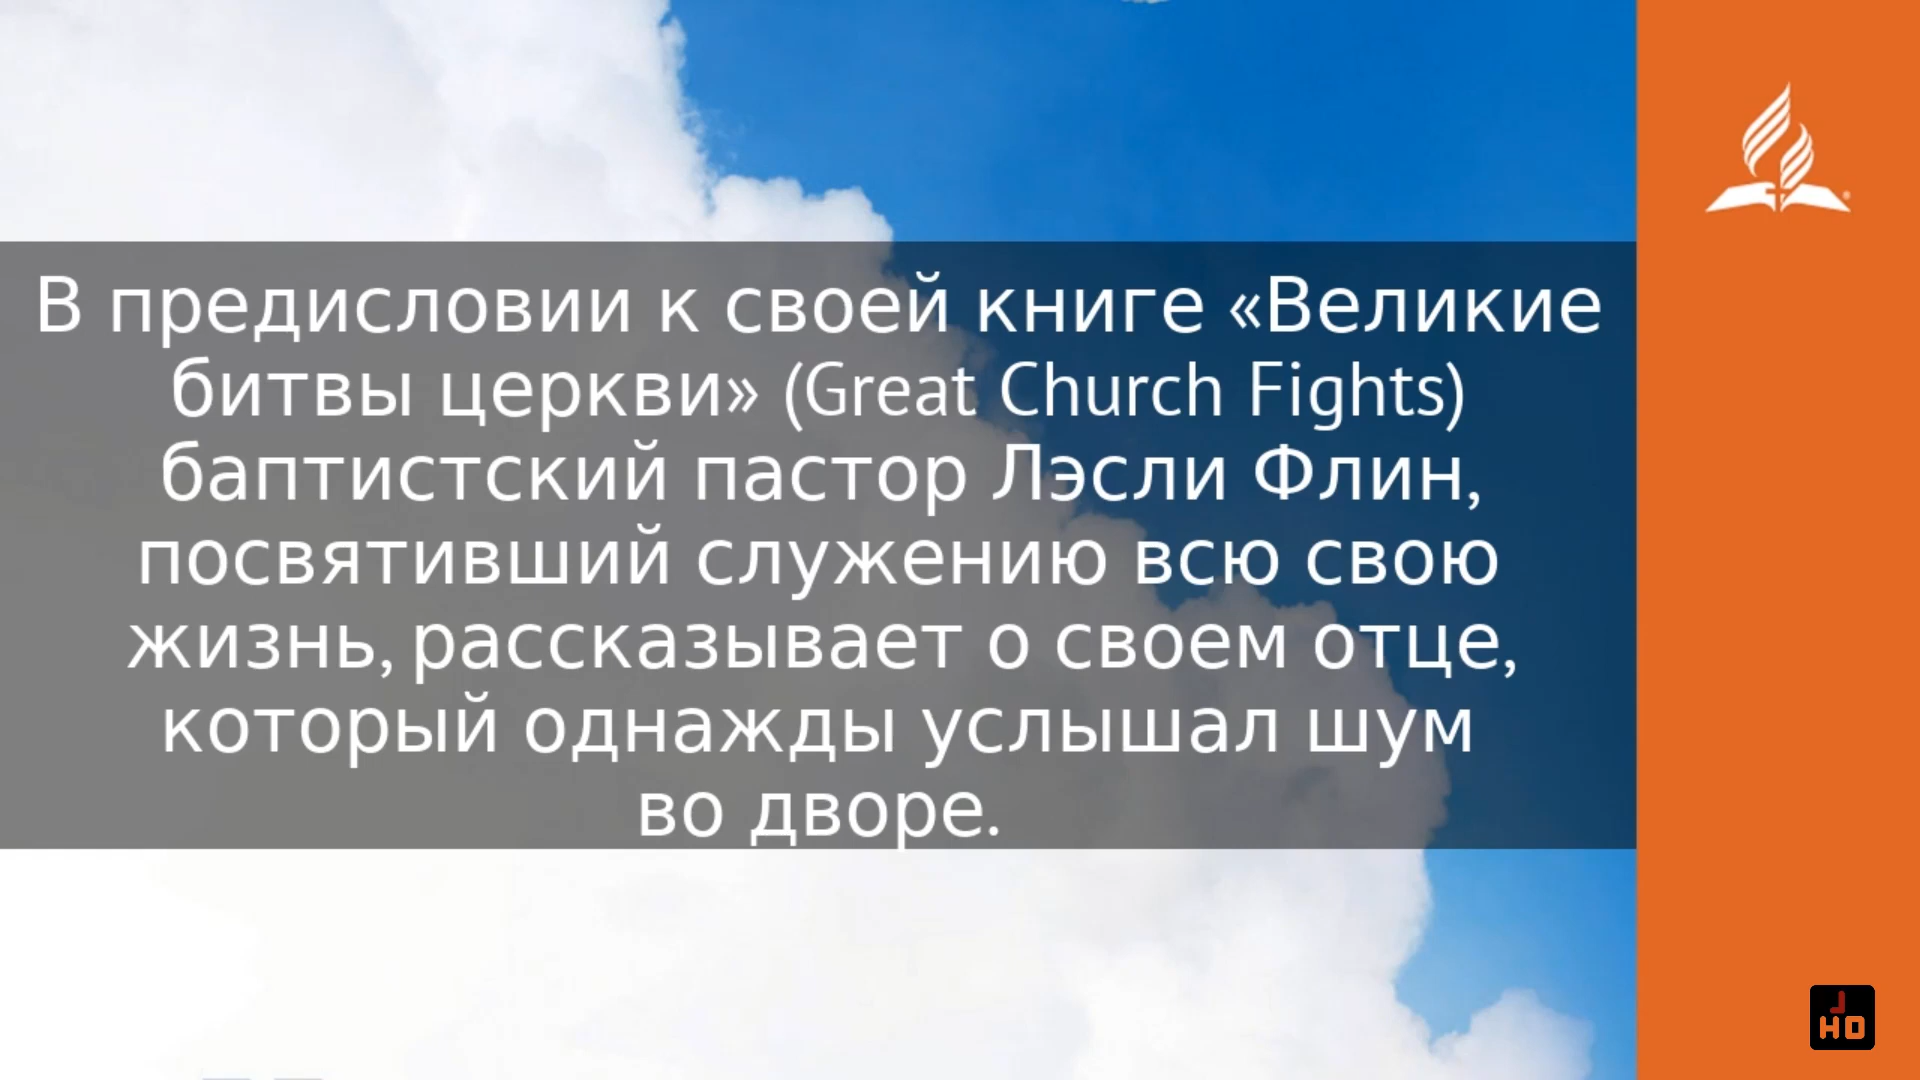 В предисловии к своей книге «Великие
битвы церкви» (Great Church Fights)
баптистский пастор Лэсли Флин,
посвятивший служению всю свою
жизнь, рассказывает о своем отце,
который однажды услышал шум
во дворе.
J
НО